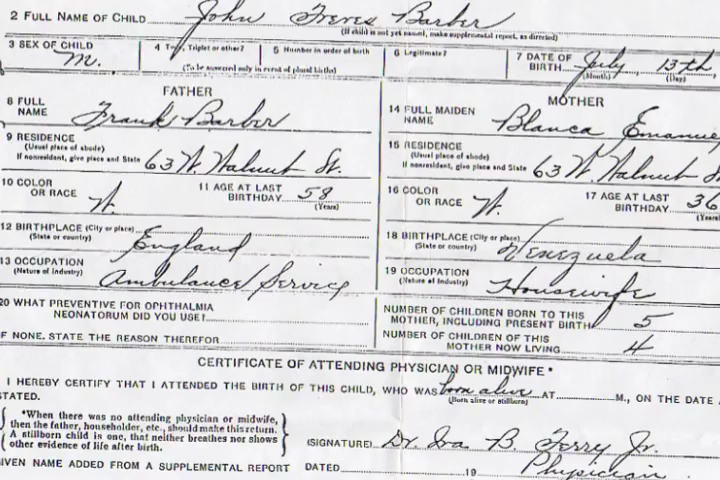 2 FULL NAME OF CHILD John Freres Barber
(If child is not yet named, make supplemental report, as directed)
3 SEX OF CHILD M. 4 Twin, Triplet or other? 5 Number in order of birth 6 Legitimate? 7 DATE OF BIRTH July 13th,
(To be answered only in event of plural births) (Month) (Day)
FATHER
8 FULL NAME Frank Barber
9 RESIDENCE
(Usual place of abode)
If nonresident, give place and State 63 W. Walnut St.
10 COLOR OR RACE W. 11 AGE AT LAST BIRTHDAY 58
(Years)
12 BIRTHPLACE (City or place)
(State or country) England
13 OCCUPATION
(Nature of Industry) Ambulance Service
MOTHER
14 FULL MAIDEN NAME Blanca Emanue
15 RESIDENCE
(Usual place of abode)
If nonresident, give place and State 63 W. Walnut St
16 COLOR OR RACE W. 17 AGE AT LAST BIRTHDAY 36
(Years
18 BIRTHPLACE (City or place)
(State or country) Venezuela
19 OCCUPATION
(Nature of Industry) Housewife
20 WHAT PREVENTIVE FOR OPHTHALMIA
NEONATORUM DID YOU USE?
IF NONE. STATE THE REASON THEREFOR
NUMBER OF CHILDREN BORN TO THIS
MOTHER, INCLUDING PRESENT BIRTH 5
NUMBER OF CHILDREN OF THIS
MOTHER NOW LIVING 4
CERTIFICATE OF ATTENDING PHYSICIAN OR MIDWIFE*
I HEREBY CERTIFY THAT I ATTENDED THE BIRTH OF THIS CHILD, WHO WAS born alive AT M., ON THE DATE A
STATED. (Born alive or stillborn)
*When there was no attending physician or midwife,
then the father, householder, etc., should make this return.
A stillborn child is one, that neither breathes nor shows
other evidence of life after birth.
(SIGNATURE) Dr. Ira B. Terry Jr.
GIVEN NAME ADDED FROM A SUPPLEMENTAL REPORT DATED 19 Physician.